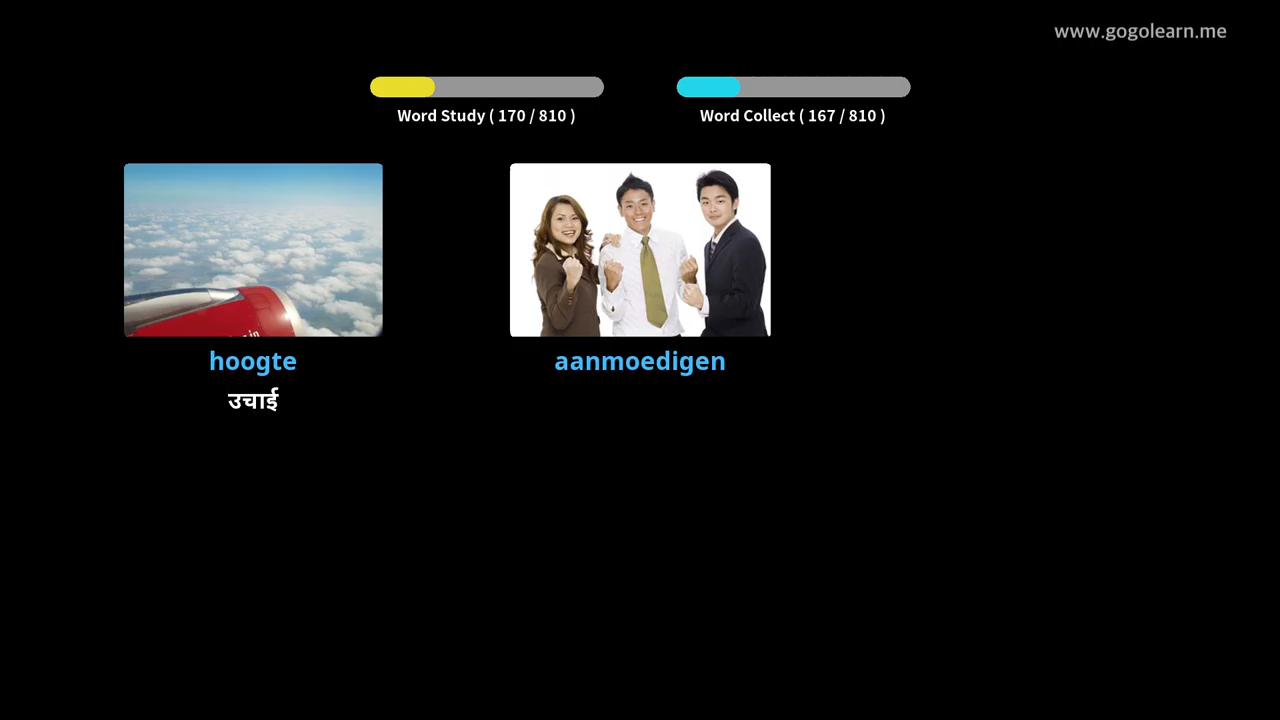 www.gogolearn.me
Word Study ( 170 / 810 )
Word Collect ( 167 / 810 )
hoogte
aanmoedigen
उचाई